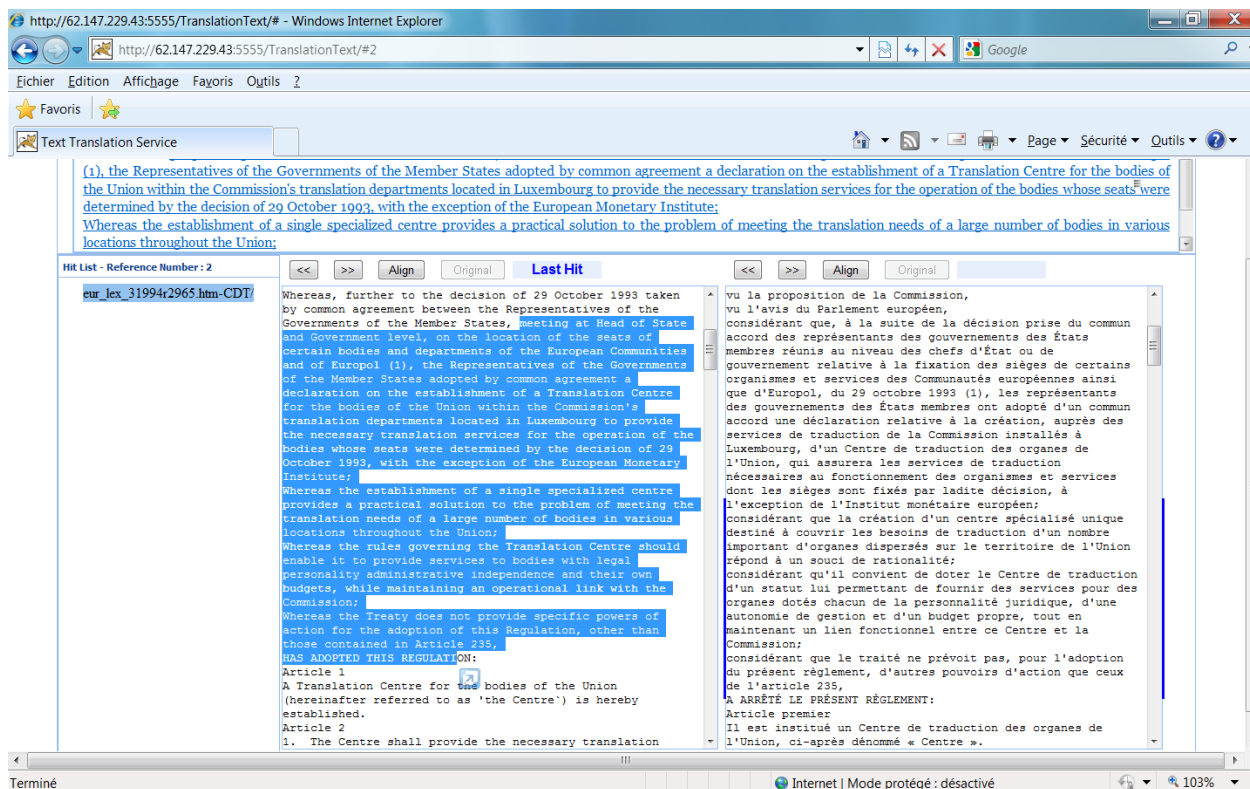 http://62.147.229.43:5555/TranslationText/# - Windows Internet Explorer
http://62.147.229.43:5555/TranslationText/#2
Google
Fichier Edition Affichage Favoris Outils ?
Favoris
Text Translation Service
Page Sécurité Outils
(1), the Representatives of the Governments of the Member States adopted by common agreement a declaration on the establishment of a Translation Centre for the bodies of
the Union within the Commission's translation departments located in Luxembourg to provide the necessary translation services for the operation of the bodies whose seats were
determined by the decision of 29 October 1993, with the exception of the European Monetary Institute;
Whereas the establishment of a single specialized centre provides a practical solution to the problem of meeting the translation needs of a large number of bodies in various
locations throughout the Union;
Hit List - Reference Number : 2
eur_lex_31994r2965.htm-CDT/
<< >> Align Original Last Hit
Whereas, further to the decision of 29 October 1993 taken
by common agreement between the Representatives of the
Governments of the Member States, meeting at Head of State
and Government level, on the location of the seats of
certain bodies and departments of the European Communities
and of Europol (1), the Representatives of the Governments
of the Member States adopted by common agreement a
declaration on the establishment of a Translation Centre
for the bodies of the Union within the Commission's
translation departments located in Luxembourg to provide
the necessary translation services for the operation of the
bodies whose seats were determined by the decision of 29
October 1993, with the exception of the European Monetary
Institute;
Whereas the establishment of a single specialized centre
provides a practical solution to the problem of meeting the
translation needs of a large number of bodies in various
locations throughout the Union;
Whereas the rules governing the Translation Centre should
enable it to provide services to bodies with legal
personality administrative independence and their own
budgets, while maintaining an operational link with the
Commission;
Whereas the Treaty does not provide specific powers of
action for the adoption of this Regulation, other than
those contained in Article 235,
HAS ADOPTED THIS REGULATION:
Article 1
A Translation Centre for the bodies of the Union
(hereinafter referred to as 'the Centre`) is hereby
established.
Article 2
1. The Centre shall provide the necessary translation
<< >> Align Original
vu la proposition de la Commission,
vu l'avis du Parlement européen,
considérant que, à la suite de la décision prise du commun
accord des représentants des gouvernements des États
membres réunis au niveau des chefs d'État ou de
gouvernement relative à la fixation des sièges de certains
organismes et services des Communautés européennes ainsi
que d'Europol, du 29 octobre 1993 (1), les représentants
des gouvernements des États membres ont adopté d'un commun
accord une déclaration relative à la création, auprès des
services de traduction de la Commission installés à
Luxembourg, d'un Centre de traduction des organes de
l'Union, qui assurera les services de traduction
nécessaires au fonctionnement des organismes et services
dont les sièges sont fixés par ladite décision, à
l'exception de l'Institut monétaire européen;
considérant que la création d'un centre spécialisé unique
destiné à couvrir les besoins de traduction d'un nombre
important d'organes dispersés sur le territoire de l'Union
répond à un souci de rationalité;
considérant qu'il convient de doter le Centre de traduction
d'un statut lui permettant de fournir des services pour des
organes dotés chacun de la personnalité juridique, d'une
autonomie de gestion et d'un budget propre, tout en
maintenant un lien fonctionnel entre ce Centre et la
Commission;
considérant que le traité ne prévoit pas, pour l'adoption
du présent règlement, d'autres pouvoirs d'action que ceux
de l'article 235,
A ARRÊTÉ LE PRÉSENT RÈGLEMENT:
Article premier
Il est institué un Centre de traduction des organes de
l'Union, ci-après dénommé « Centre ».
Terminé
Internet | Mode protégé : désactivé
103%